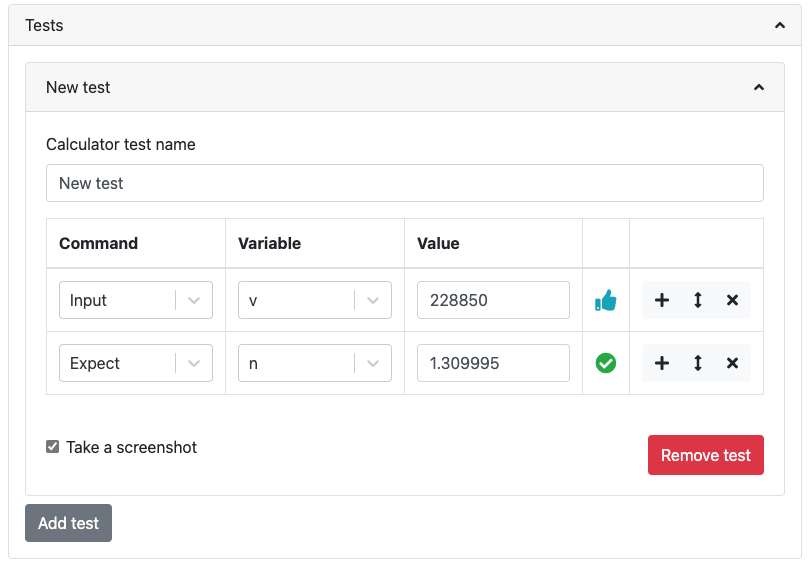 Tests
New test
Calculator test name
New test
Command Variable Value
Input v 228850
Expect n 1.309995
Take a screenshot
Remove test
Add test